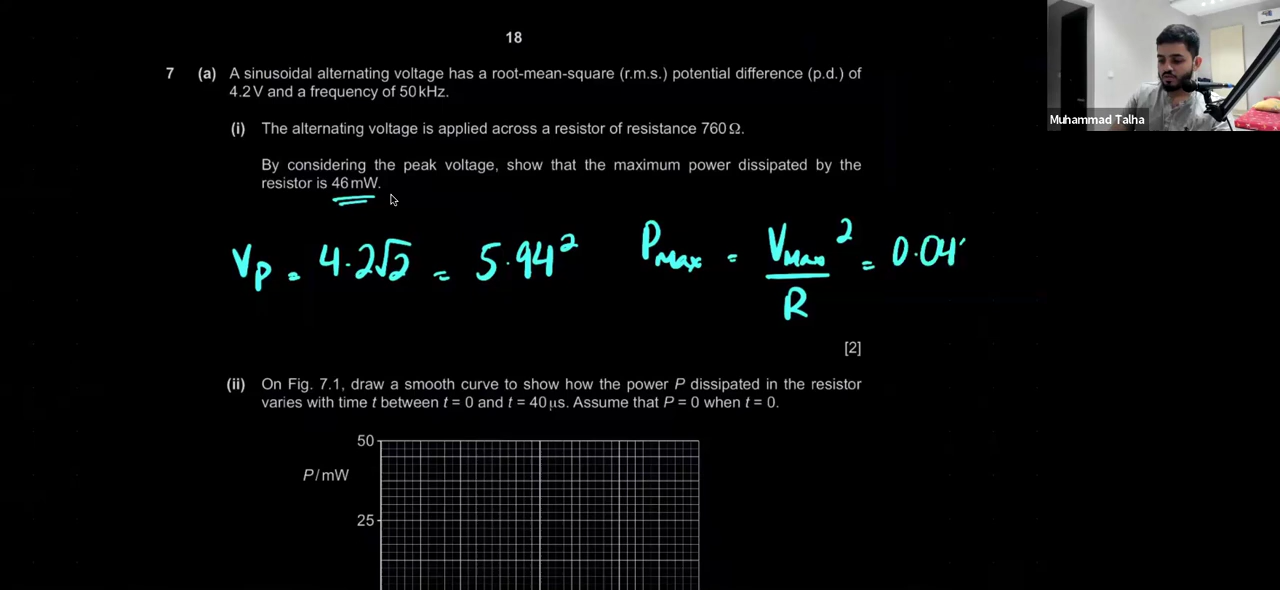 18
7 (a) A sinusoidal alternating voltage has a root-mean-square (r.m.s.) potential difference (p.d.) of
4.2 V and a frequency of 50 kHz.
Muhammad Talha
(i) The alternating voltage is applied across a resistor of resistance 760 Ω.
By considering the peak voltage, show that the maximum power dissipated by the
resistor is 46 mW.
Vp = 4.2√2 = 5.94² Pmax = Vmax² / R = 0.04
[2]
(ii) On Fig. 7.1, draw a smooth curve to show how the power P dissipated in the resistor
varies with time t between t = 0 and t = 40 μs. Assume that P = 0 when t = 0.
50
P / mW
25